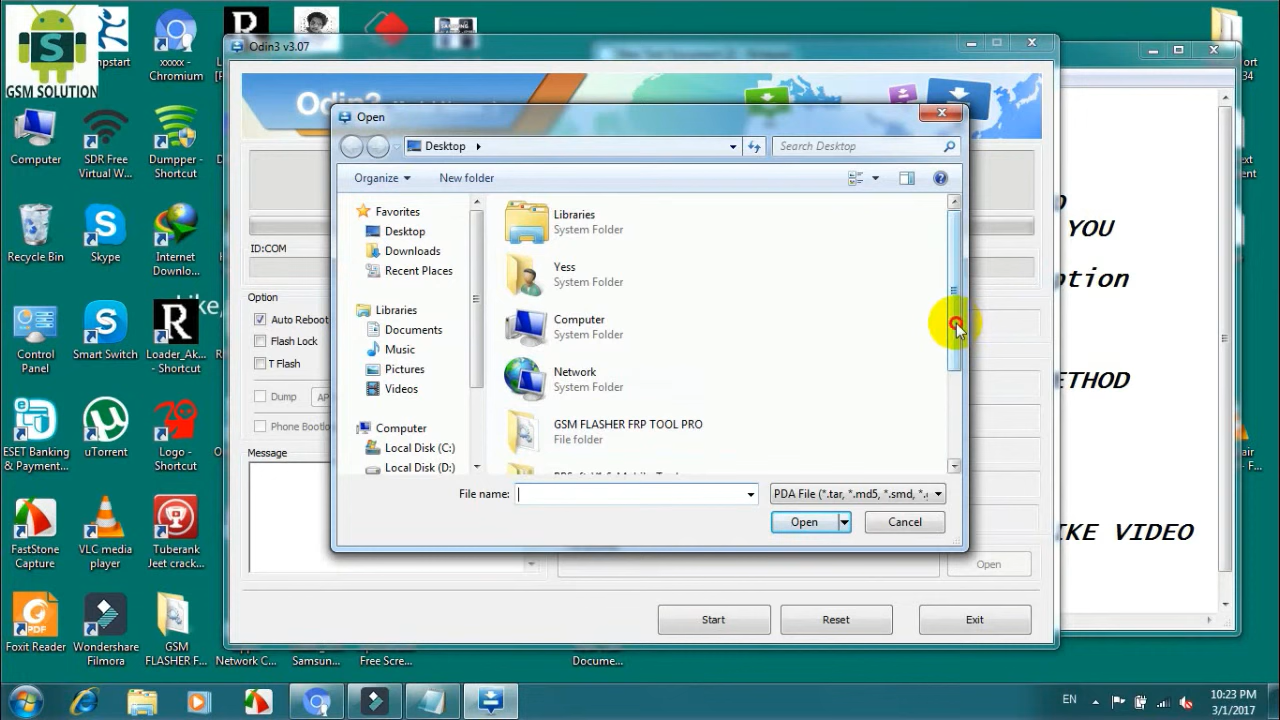 GSM SOLUTION
Jumpstart
xxxxx -
Chromium
Computer
SDR Free
Virtual W...
Dumpper -
Shortcut
Recycle Bin
Skype
Internet
Downlo...
Control
Panel
Smart Switch
Loader_Ak...
- Shortcut
ESET Banking
& Payment...
uTorrent
Logo -
Shortcut
FastStone
Capture
VLC media
player
Tuberank
Jeet crack...
Foxit Reader
Wondershare
Filmora
GSM
FLASHER F...
Network C...
Samsun...
Free Scre...
Docume...
Odin3 v3.07
Odin3
ID:COM
Option
Auto Reboot
Flash Lock
T Flash
Dump
AP
Phone Bootlo
Message
Open
Start
Reset
Exit
Open
Desktop
Search Desktop
Organize
New folder
Favorites
Desktop
Downloads
Recent Places
Libraries
Documents
Music
Pictures
Videos
Computer
Local Disk (C:)
Local Disk (D:)
Libraries
System Folder
Yess
System Folder
Computer
System Folder
Network
System Folder
GSM FLASHER FRP TOOL PRO
File folder
File name:
PDA File (*.tar, *.md5, *.smd, *.
Open
Cancel
YOU
ption
ETHOD
IKE VIDEO
ike,
EN
10:23 PM
3/1/2017